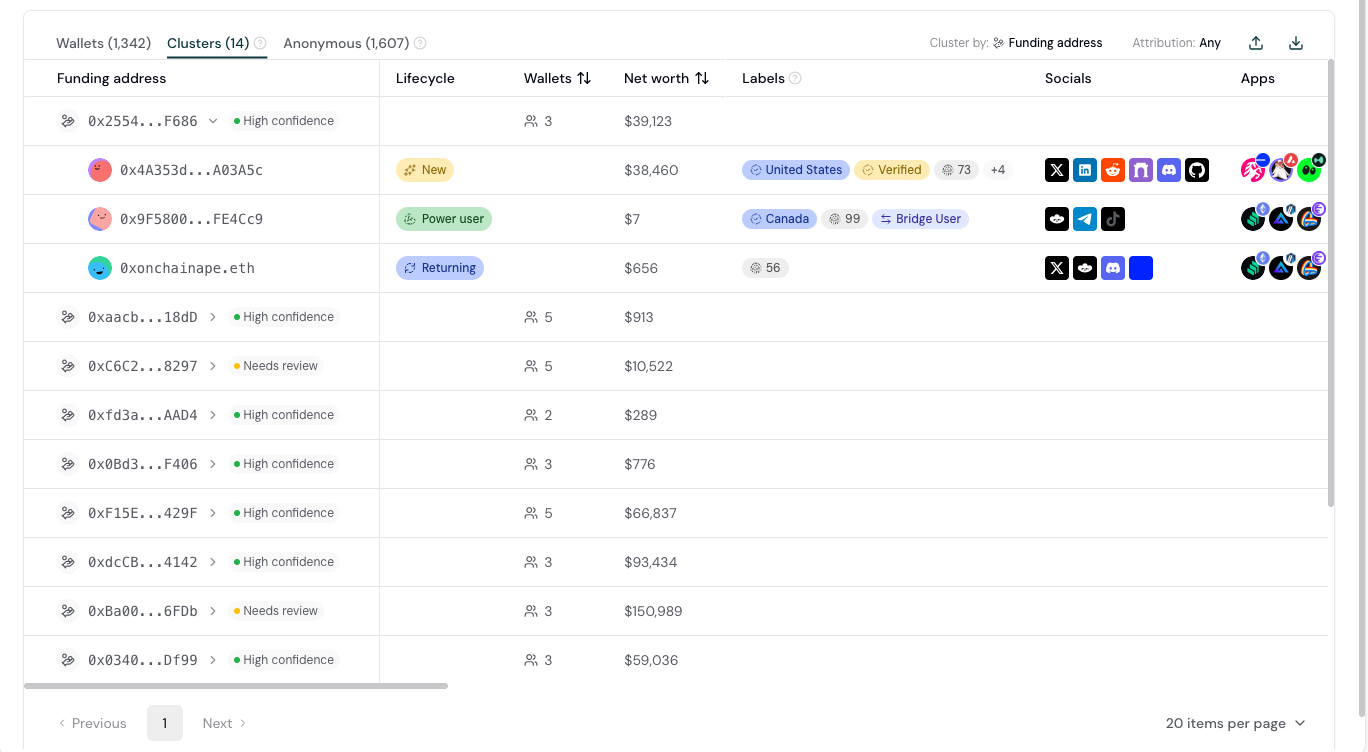 Wallets (1,342) Clusters (14) Anonymous (1,607) Cluster by: Funding address Attribution: Any
Funding address Lifecycle Wallets Net worth Labels Socials Apps
0x2554...F686 High confidence 3 $39,123
0x4A353d...A03A5c New $38,460 United States Verified 73 +4
0x9F5800...FE4Cc9 Power user $7 Canada 99 Bridge User
0xonchainape.eth Returning $656 56
0xaacb...18dD High confidence 5 $913
0xC6C2...8297 Needs review 5 $10,522
0xfd3a...AAD4 High confidence 2 $289
0x0Bd3...F406 High confidence 3 $776
0xF15E...429F High confidence 5 $66,837
0xdcCB...4142 High confidence 3 $93,434
0xBa00...6FDb Needs review 3 $150,989
0x0340...Df99 High confidence 3 $59,036
Previous 1 Next 20 items per page